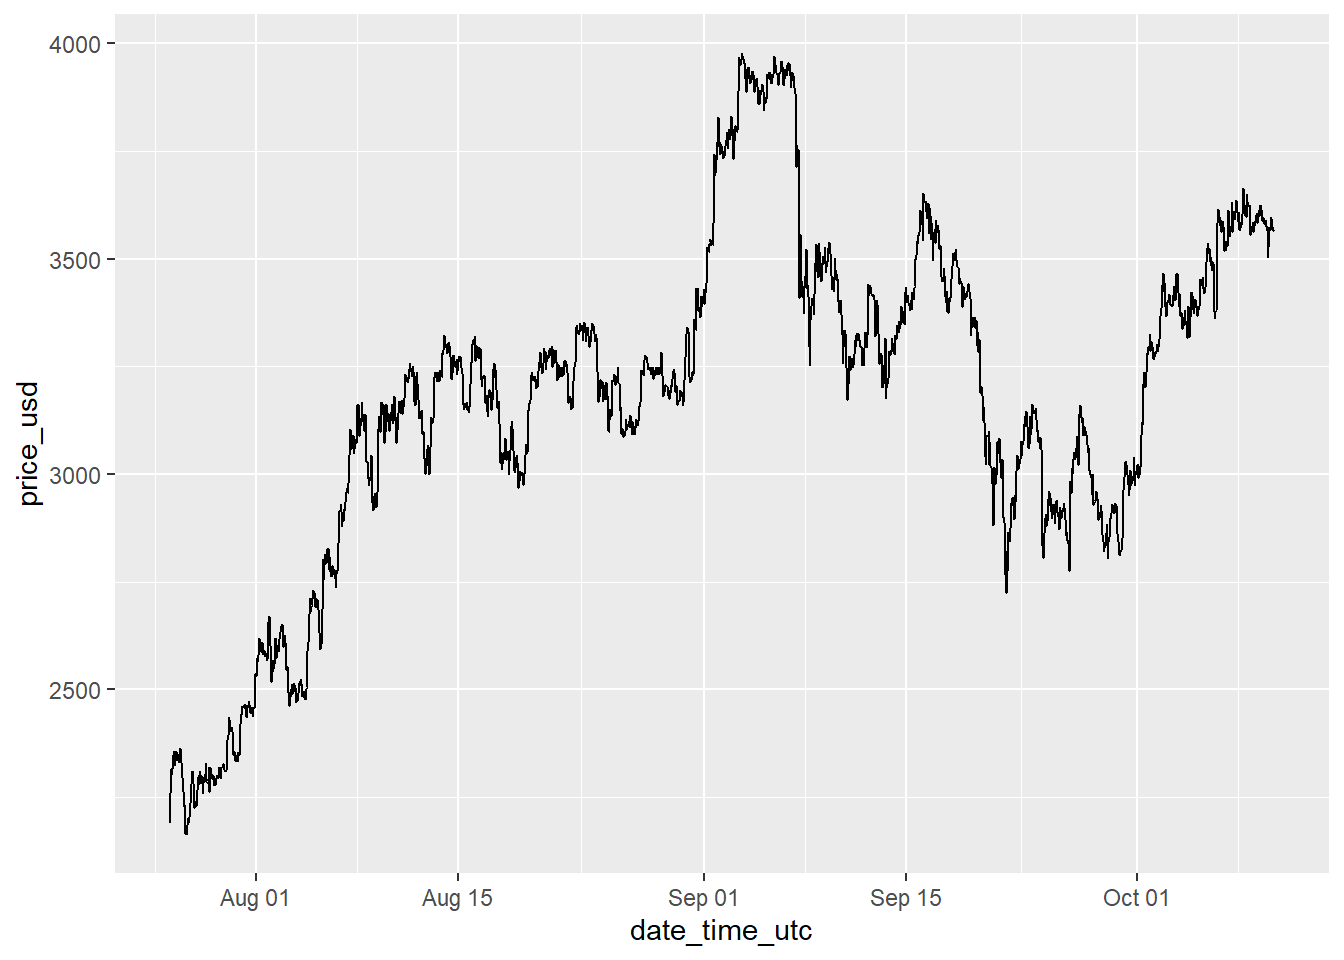 4000
3500
3000
2500
price_usd
Aug 01
Aug 15
Sep 01
Sep 15
Oct 01
date_time_utc